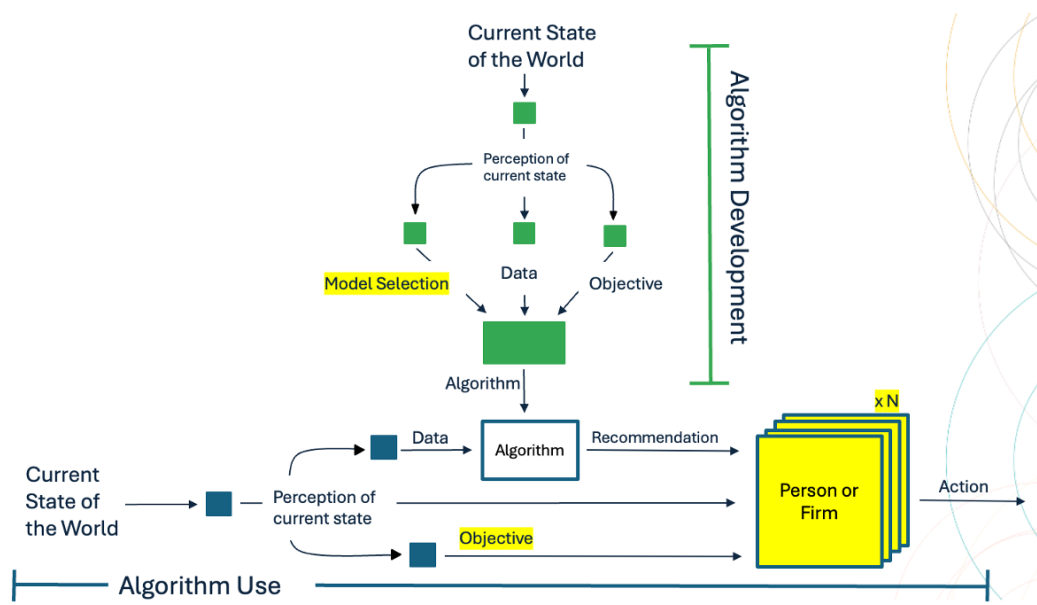 Current State
of the World
Algorithm Development
Perception of
current state
Model Selection
Data
Objective
Algorithm
x N
Data
Algorithm
Recommendation
Person or
Firm
Action
Current
State of
the World
Perception of
current state
Objective
Algorithm Use